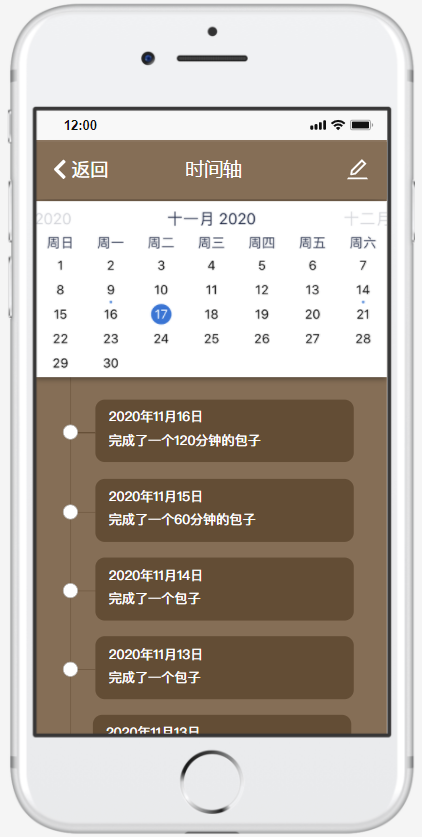 12:00
返回 时间轴
2020 十一月 2020 十二月
周日 周一 周二 周三 周四 周五 周六
1 2 3 4 5 6 7
8 9 10 11 12 13 14
15 16 17 18 19 20 21
22 23 24 25 26 27 28
29 30
2020年11月16日
完成了一个120分钟的包子
2020年11月15日
完成了一个60分钟的包子
2020年11月14日
完成了一个包子
2020年11月13日
完成了一个包子
2020年11月13日